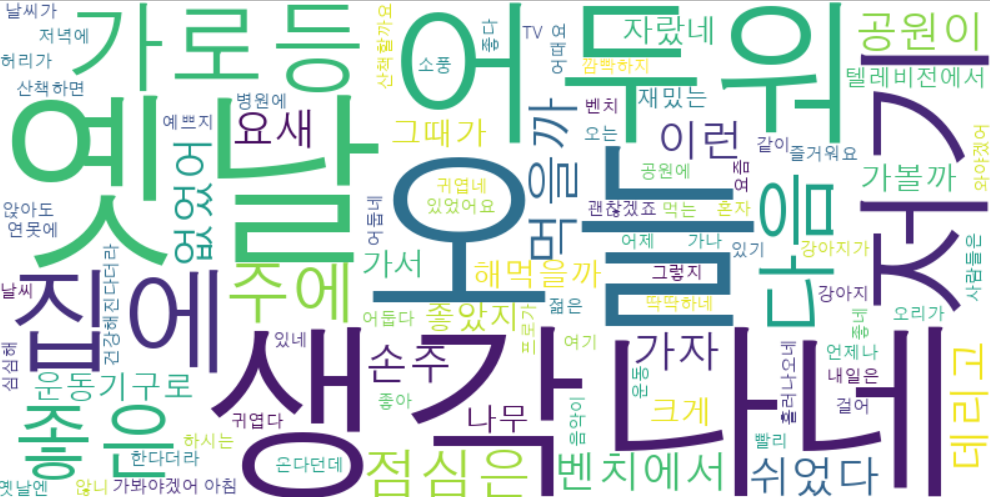 날씨가
저녁에
허리가
산책하면
가로등
산책할까요
소풍
좋다
어두워
TV
어때요
깜빡하지
자랐네
공원이
텔레비전에서
재밌는
벤치
병원에
예쁘지
요새
그때가
먹을까
오는
이런
같이
즐거워요
요즘
저기
와야겠어
가볼까
옛날
없었어
귀엽네
있었어요
공원에
괜찮겠죠
먹는
혼자
다음
앉아도
연못에
어둡네
오늘
어제
가나
있기
강아지가
사람들은
건강해진다더라
날씨
집에
주에
가서
해먹을까
젊은
그렇지
딱딱하네
강아지
오리가
어둡다
좋았지
프로가
여기
좋네
심심해
있네
생각나네
손주
가자
언제나
내일은
흘러나오네
운동기구로
좋아
나무
음악이
운동
크게
걸어
데리고
좋은
귀엽다
하시는
한다더라
온다던데
점심은
벤치에서
빨리
쉬었다
옛날엔
않니
가봐야겠어
아침